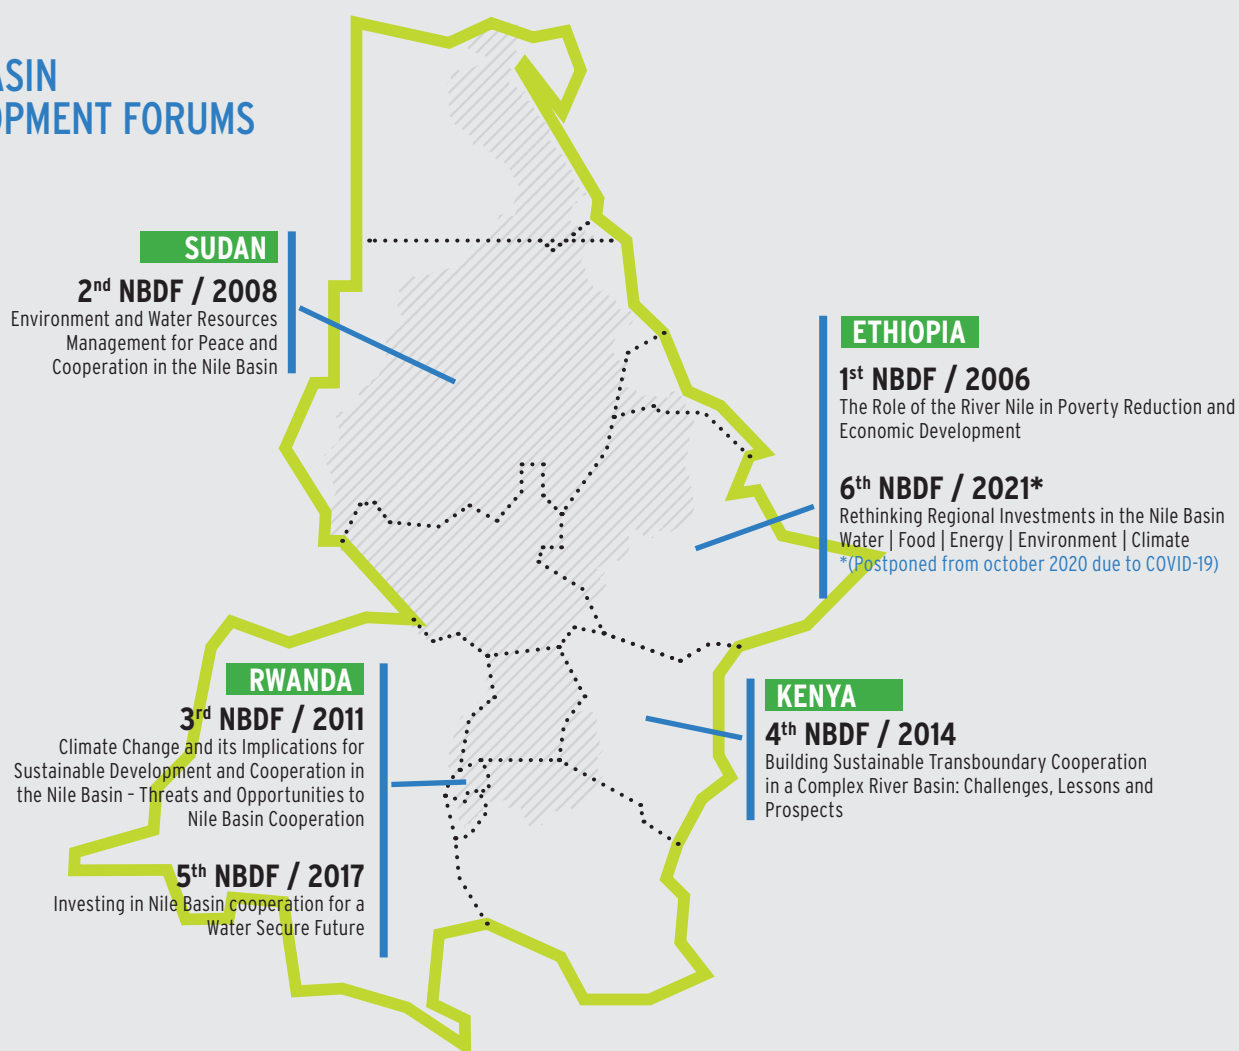 ASIN
OPMENT FORUMS
SUDAN
2nd NBDF / 2008
Environment and Water Resources
Management for Peace and
Cooperation in the Nile Basin
ETHIOPIA
1st NBDF / 2006
The Role of the River Nile in Poverty Reduction and
Economic Development
6th NBDF / 2021*
Rethinking Regional Investments in the Nile Basin
Water | Food | Energy | Environment | Climate
*(Postponed from october 2020 due to COVID-19)
RWANDA
3rd NBDF / 2011
Climate Change and its Implications for
Sustainable Development and Cooperation in
the Nile Basin - Threats and Opportunities to
Nile Basin Cooperation
5th NBDF / 2017
Investing in Nile Basin cooperation for a
Water Secure Future
KENYA
4th NBDF / 2014
Building Sustainable Transboundary Cooperation
in a Complex River Basin: Challenges, Lessons and
Prospects